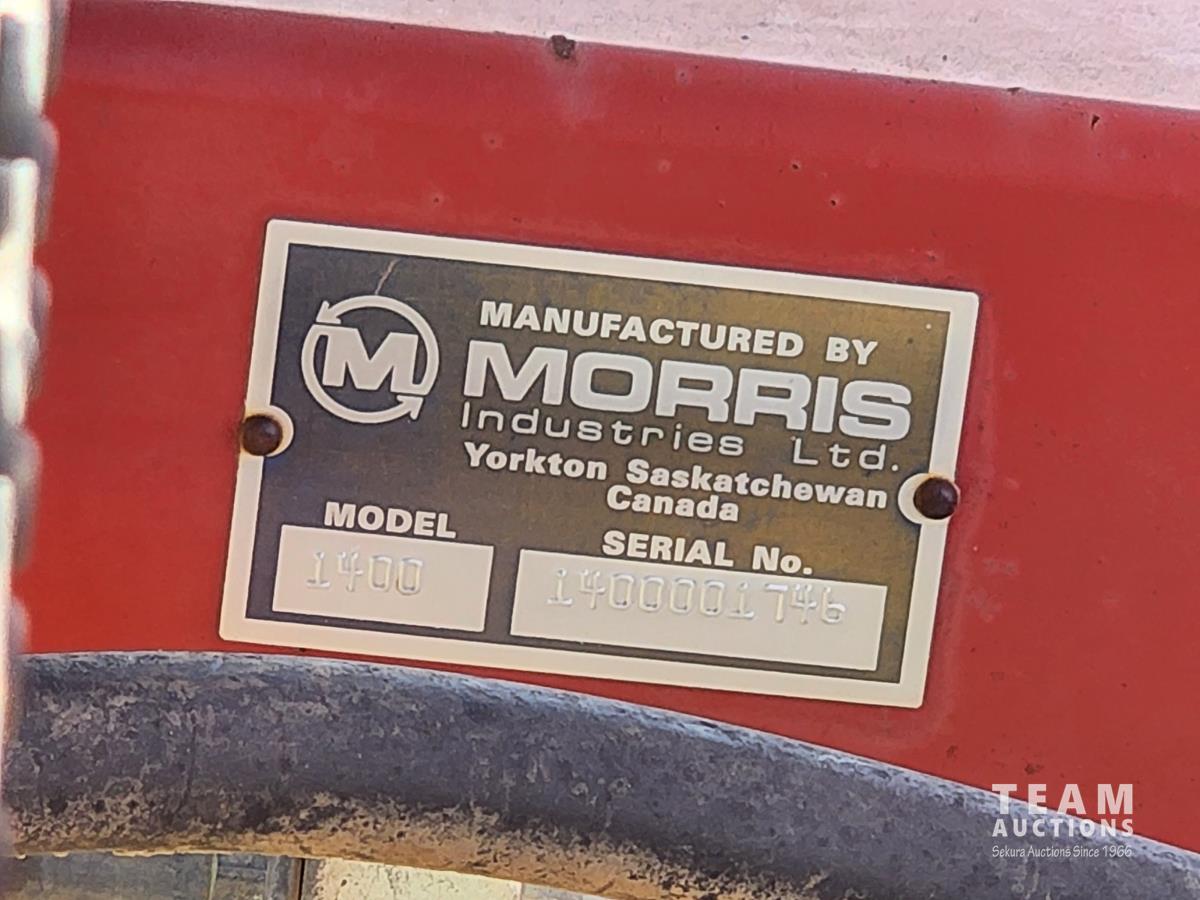 M
MANUFACTURED BY
MORRIS
Industries Ltd.
Yorkton Saskatchewan
Canada
MODEL SERIAL No.
1400 1400001746
TEAM
AUCTIONS
Sekura Auctions Since 1966